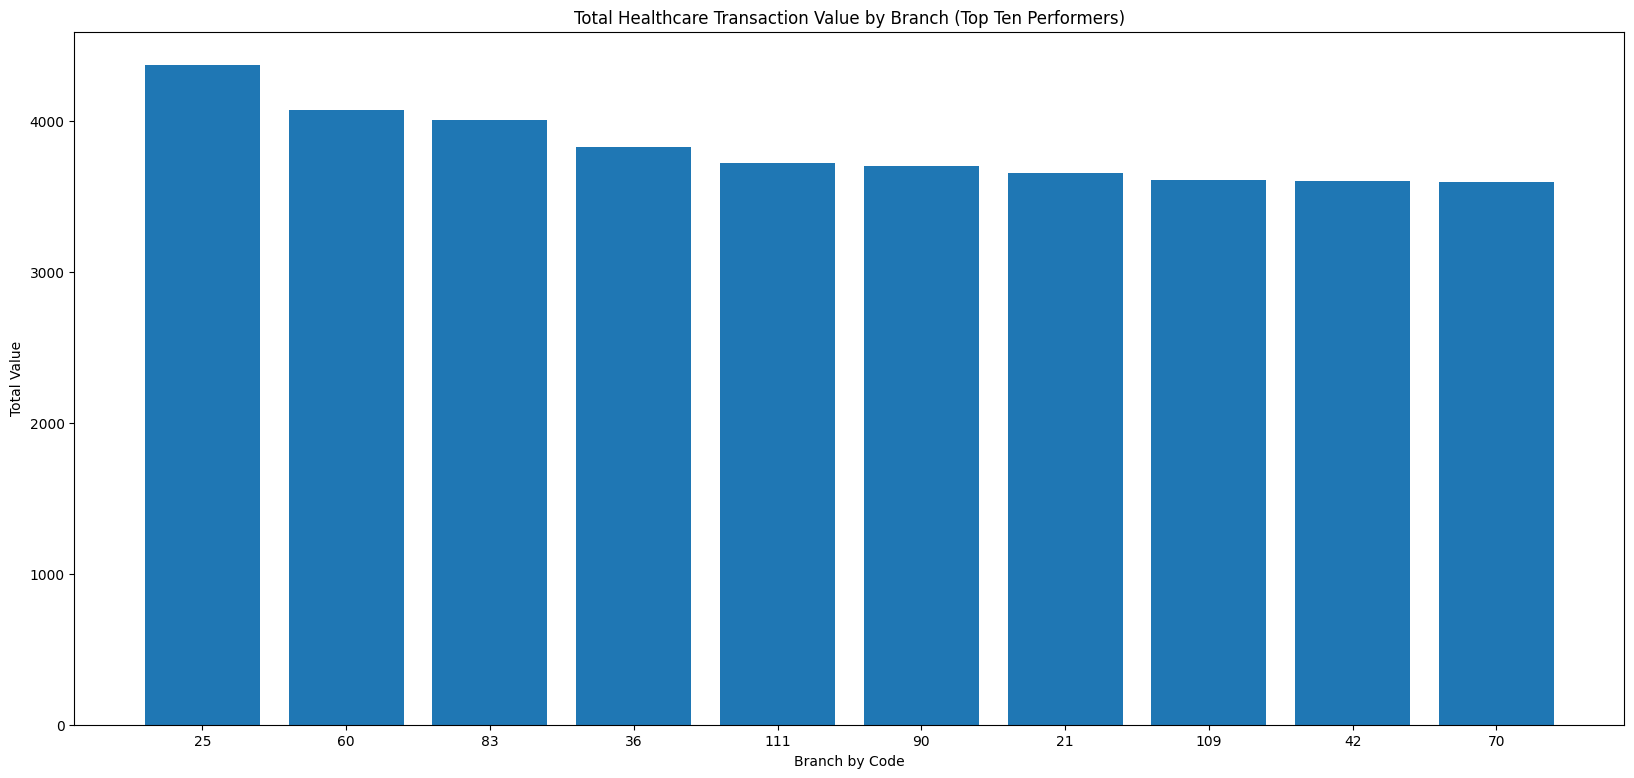 Total Healthcare Transaction Value by Branch (Top Ten Performers)
Total Value
4000
3000
2000
1000
0
25 60 83 36 111 90 21 109 42 70
Branch by Code